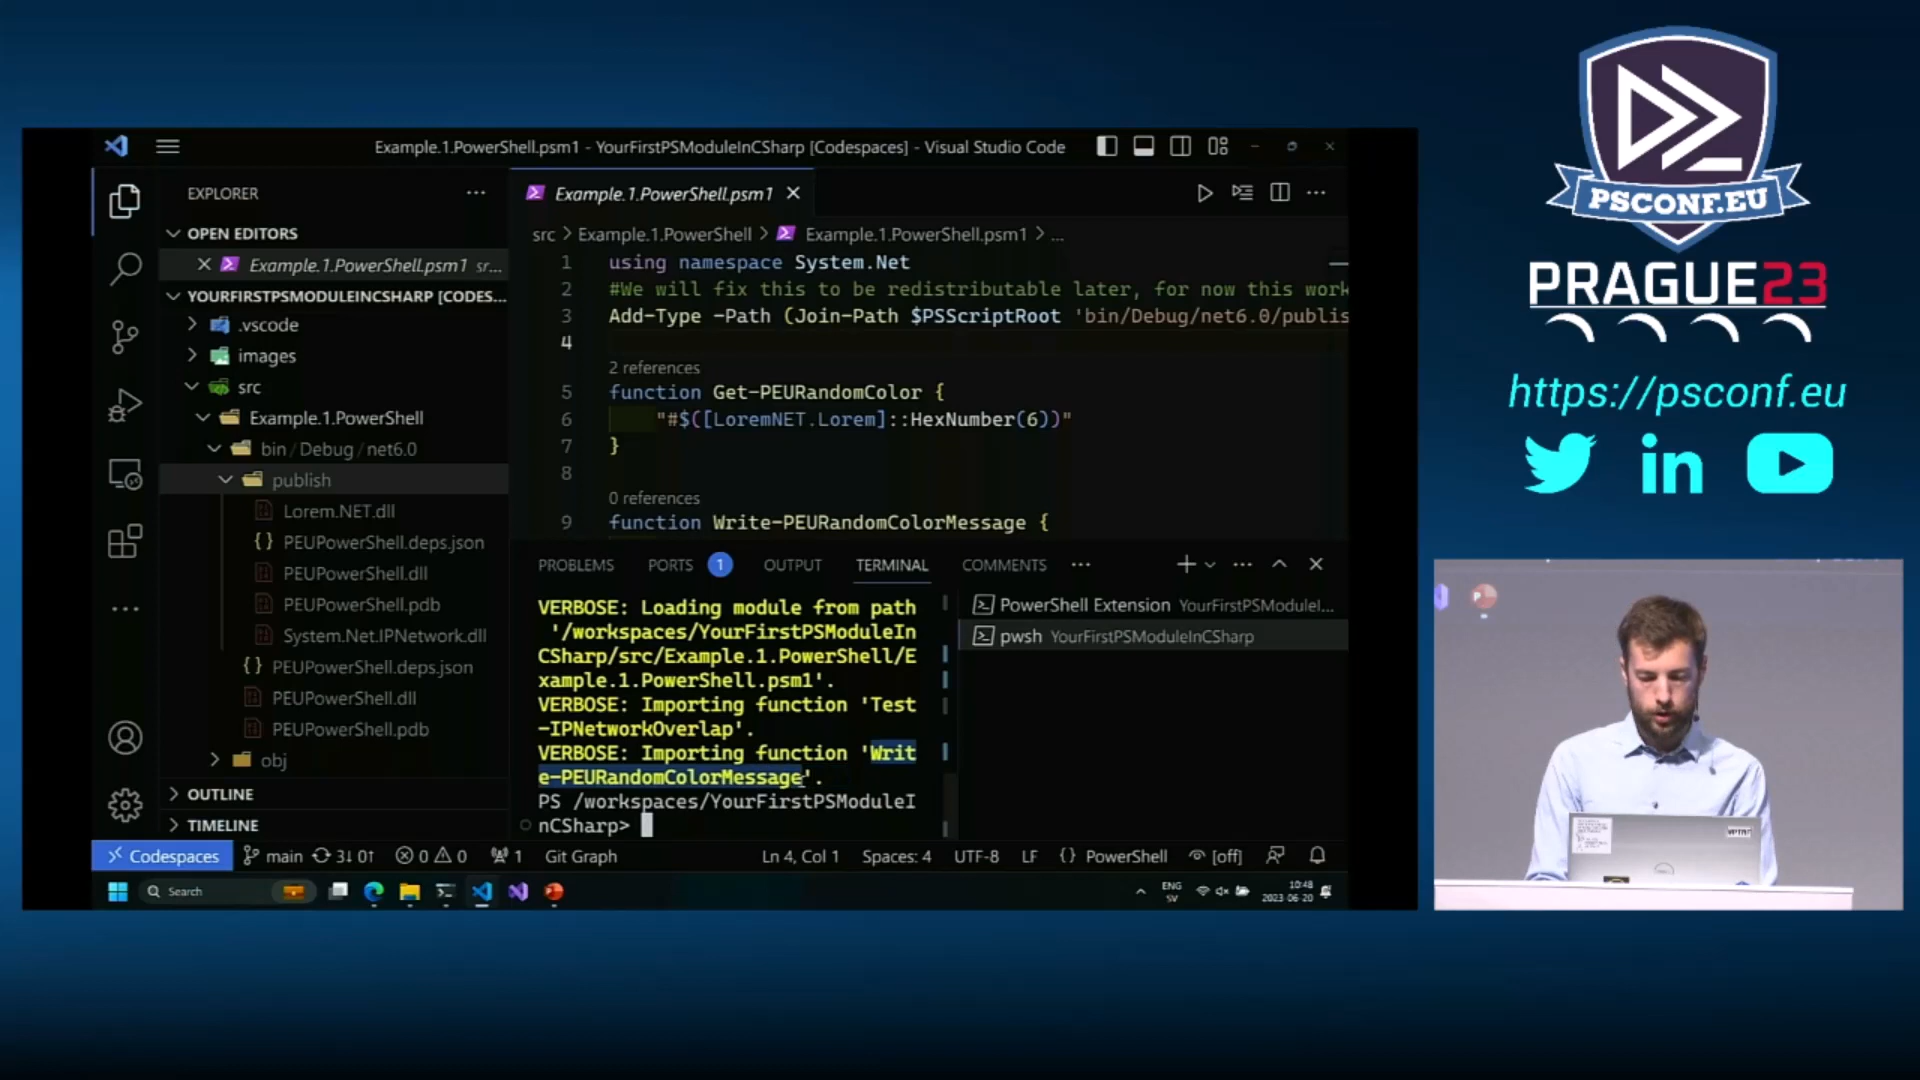 Example.1.PowerShell.psm1 - YourFirstPSModuleInCSharp [Codespaces] - Visual Studio Code
EXPLORER
OPEN EDITORS
Example.1.PowerShell.psm1 sr...
YOURFIRSTPSMODULEINCSHARP [CODES...
.vscode
images
src
Example.1.PowerShell
bin / Debug / net6.0
publish
Lorem.NET.dll
PEUPowerShell.deps.json
PEUPowerShell.dll
PEUPowerShell.pdb
System.Net.IPNetwork.dll
PEUPowerShell.deps.json
PEUPowerShell.dll
PEUPowerShell.pdb
obj
OUTLINE
TIMELINE
Example.1.PowerShell.psm1
src > Example.1.PowerShell > Example.1.PowerShell.psm1 > ...
1 using namespace System.Net
2 #We will fix this to be redistributable later, for now this work
3 Add-Type -Path (Join-Path $PSScriptRoot 'bin/Debug/net6.0/publis
4
2 references
5 function Get-PEURandomColor {
6 "#$([LoremNET.Lorem]::HexNumber(6))"
7 }
8
0 references
9 function Write-PEURandomColorMessage {
PROBLEMS PORTS 1 OUTPUT TERMINAL COMMENTS ...
VERBOSE: Loading module from path
'/workspaces/YourFirstPSModuleIn
CSharp/src/Example.1.PowerShell/E
xample.1.PowerShell.psm1'.
VERBOSE: Importing function 'Test
-IPNetworkOverlap'.
VERBOSE: Importing function 'Writ
e-PEURandomColorMessage'.
PS /workspaces/YourFirstPSModuleI
nCSharp>
PowerShell Extension YourFirstPSModuleI...
pwsh YourFirstPSModuleInCSharp
Codespaces main 3↓ 0↑ 0 0 1 Git Graph Ln 4, Col 1 Spaces: 4 UTF-8 LF {} PowerShell [off]
Search
ENG
SV
10:48
2023-06-20
PSCONF.EU
PRAGUE23
https://psconf.eu
in